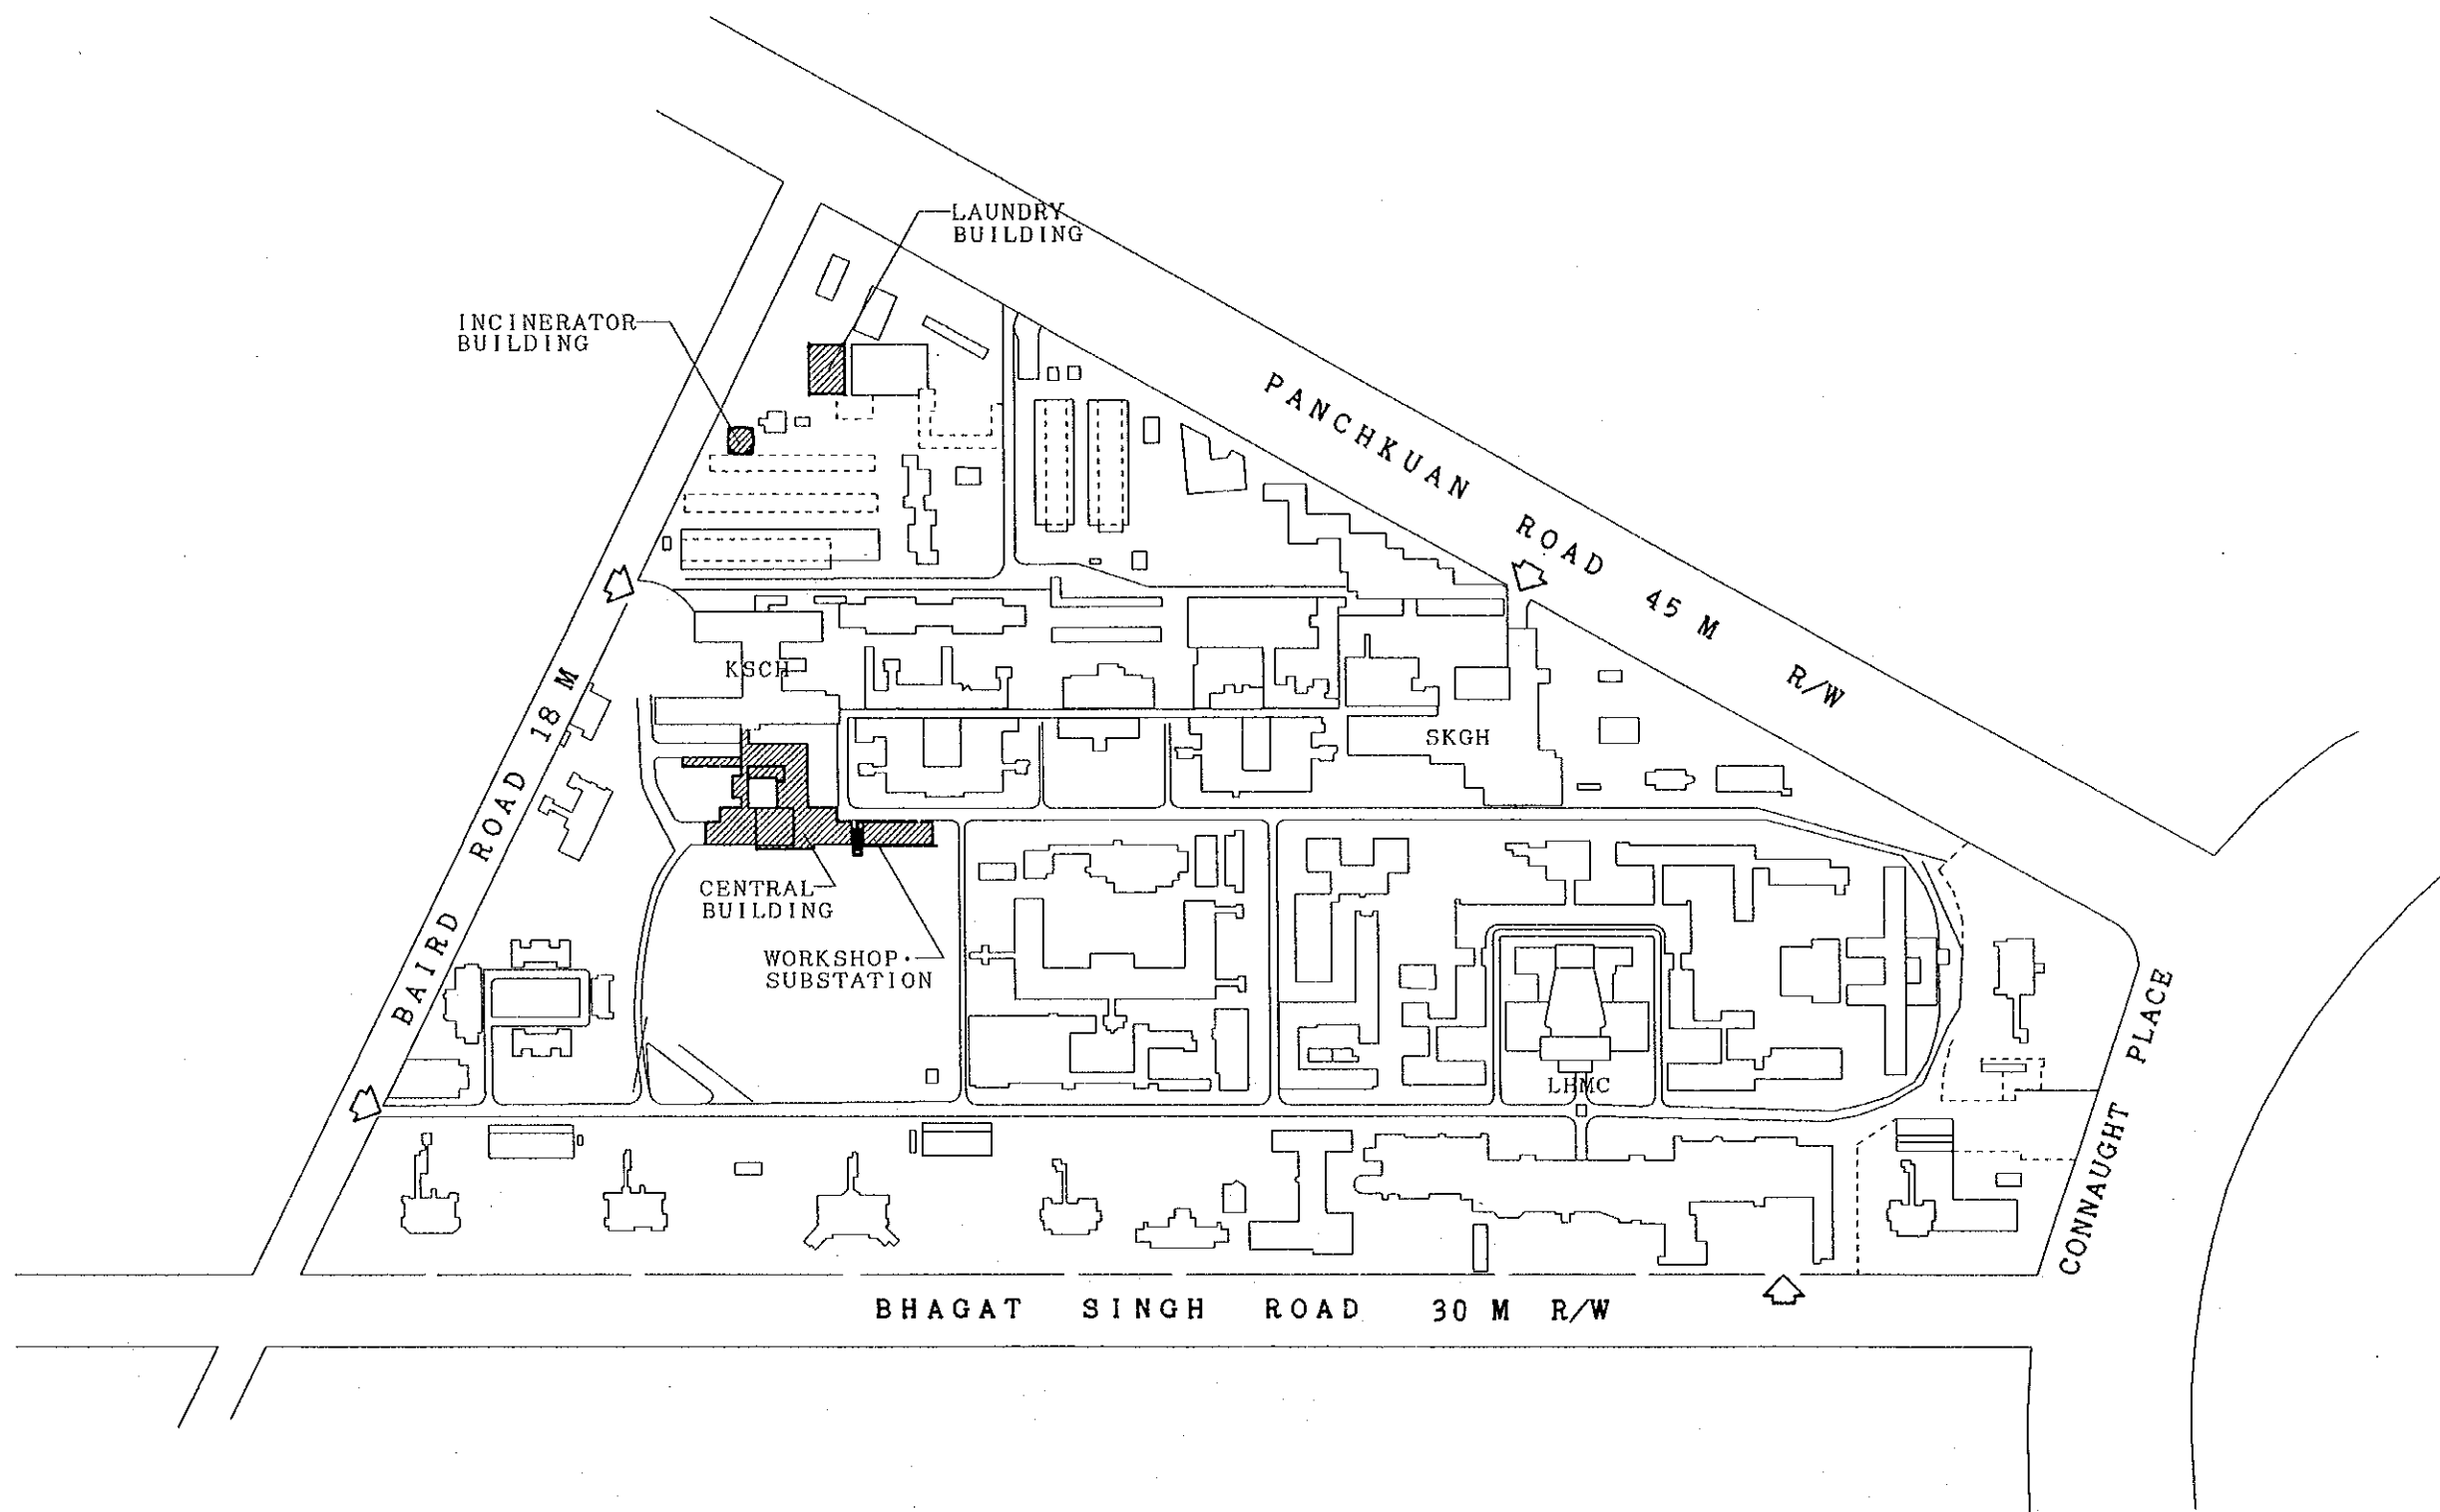 LAUNDRY
BUILDING
INCINERATOR
BUILDING
PANCHKUAN ROAD 45 M R/W
KSCH
BAIRD ROAD 18 M
SKGH
CENTRAL
BUILDING
WORKSHOP·
SUBSTATION
LHMC
CONNAUGHT PLACE
BHAGAT SINGH ROAD 30 M R/W